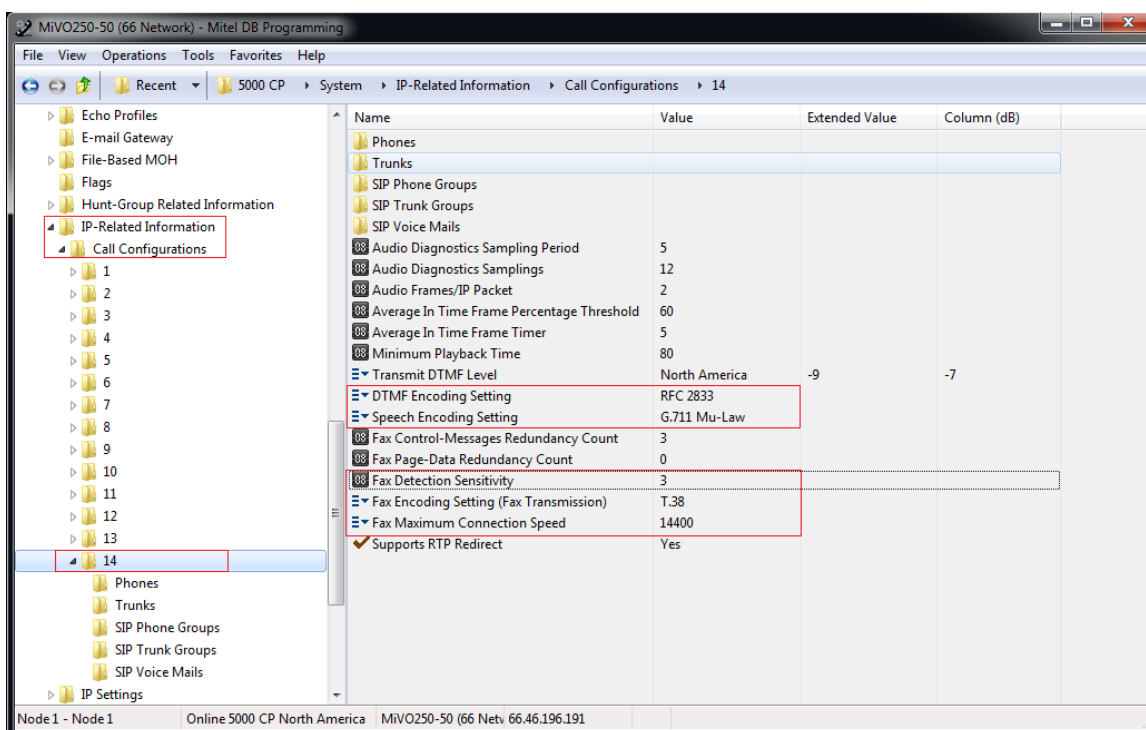 MiVO250-50 (66 Network) - Mitel DB Programming
File View Operations Tools Favorites Help
Recent 5000 CP System IP-Related Information Call Configurations 14
Echo Profiles
E-mail Gateway
File-Based MOH
Flags
Hunt-Group Related Information
IP-Related Information
Call Configurations
1
2
3
4
5
6
7
8
9
10
11
12
13
14
Phones
Trunks
SIP Phone Groups
SIP Trunk Groups
SIP Voice Mails
IP Settings
Name Value Extended Value Column (dB)
Phones
Trunks
SIP Phone Groups
SIP Trunk Groups
SIP Voice Mails
Audio Diagnostics Sampling Period 5
Audio Diagnostics Samplings 12
Audio Frames/IP Packet 2
Average In Time Frame Percentage Threshold 60
Average In Time Frame Timer 5
Minimum Playback Time 80
Transmit DTMF Level North America -9 -7
DTMF Encoding Setting RFC 2833
Speech Encoding Setting G.711 Mu-Law
Fax Control-Messages Redundancy Count 3
Fax Page-Data Redundancy Count 0
Fax Detection Sensitivity 3
Fax Encoding Setting (Fax Transmission) T.38
Fax Maximum Connection Speed 14400
Supports RTP Redirect Yes
Node1 - Node1 Online 5000 CP North America MiVO250-50 (66 Netv 66.46.196.191